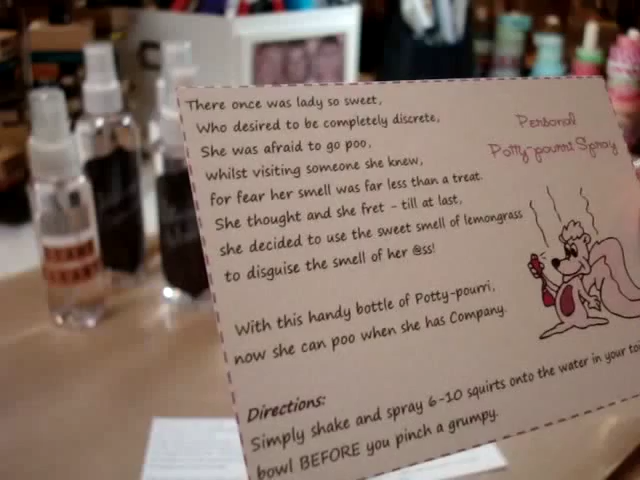 There once was lady so sweet,
Who desired to be completely discrete,
She was afraid to go poo,
whilst visiting someone she knew,
for fear her smell was far less than a treat.
She thought and she fret - till at last,
she decided to use the sweet smell of lemongrass
to disguise the smell of her @ss!
Personal
Potty-pourri Spray
With this handy bottle of Potty-pourri,
now she can poo when she has Company.
Directions:
Simply shake and spray 6-10 squirts onto the water in your
bowl BEFORE you pinch a grumpy.